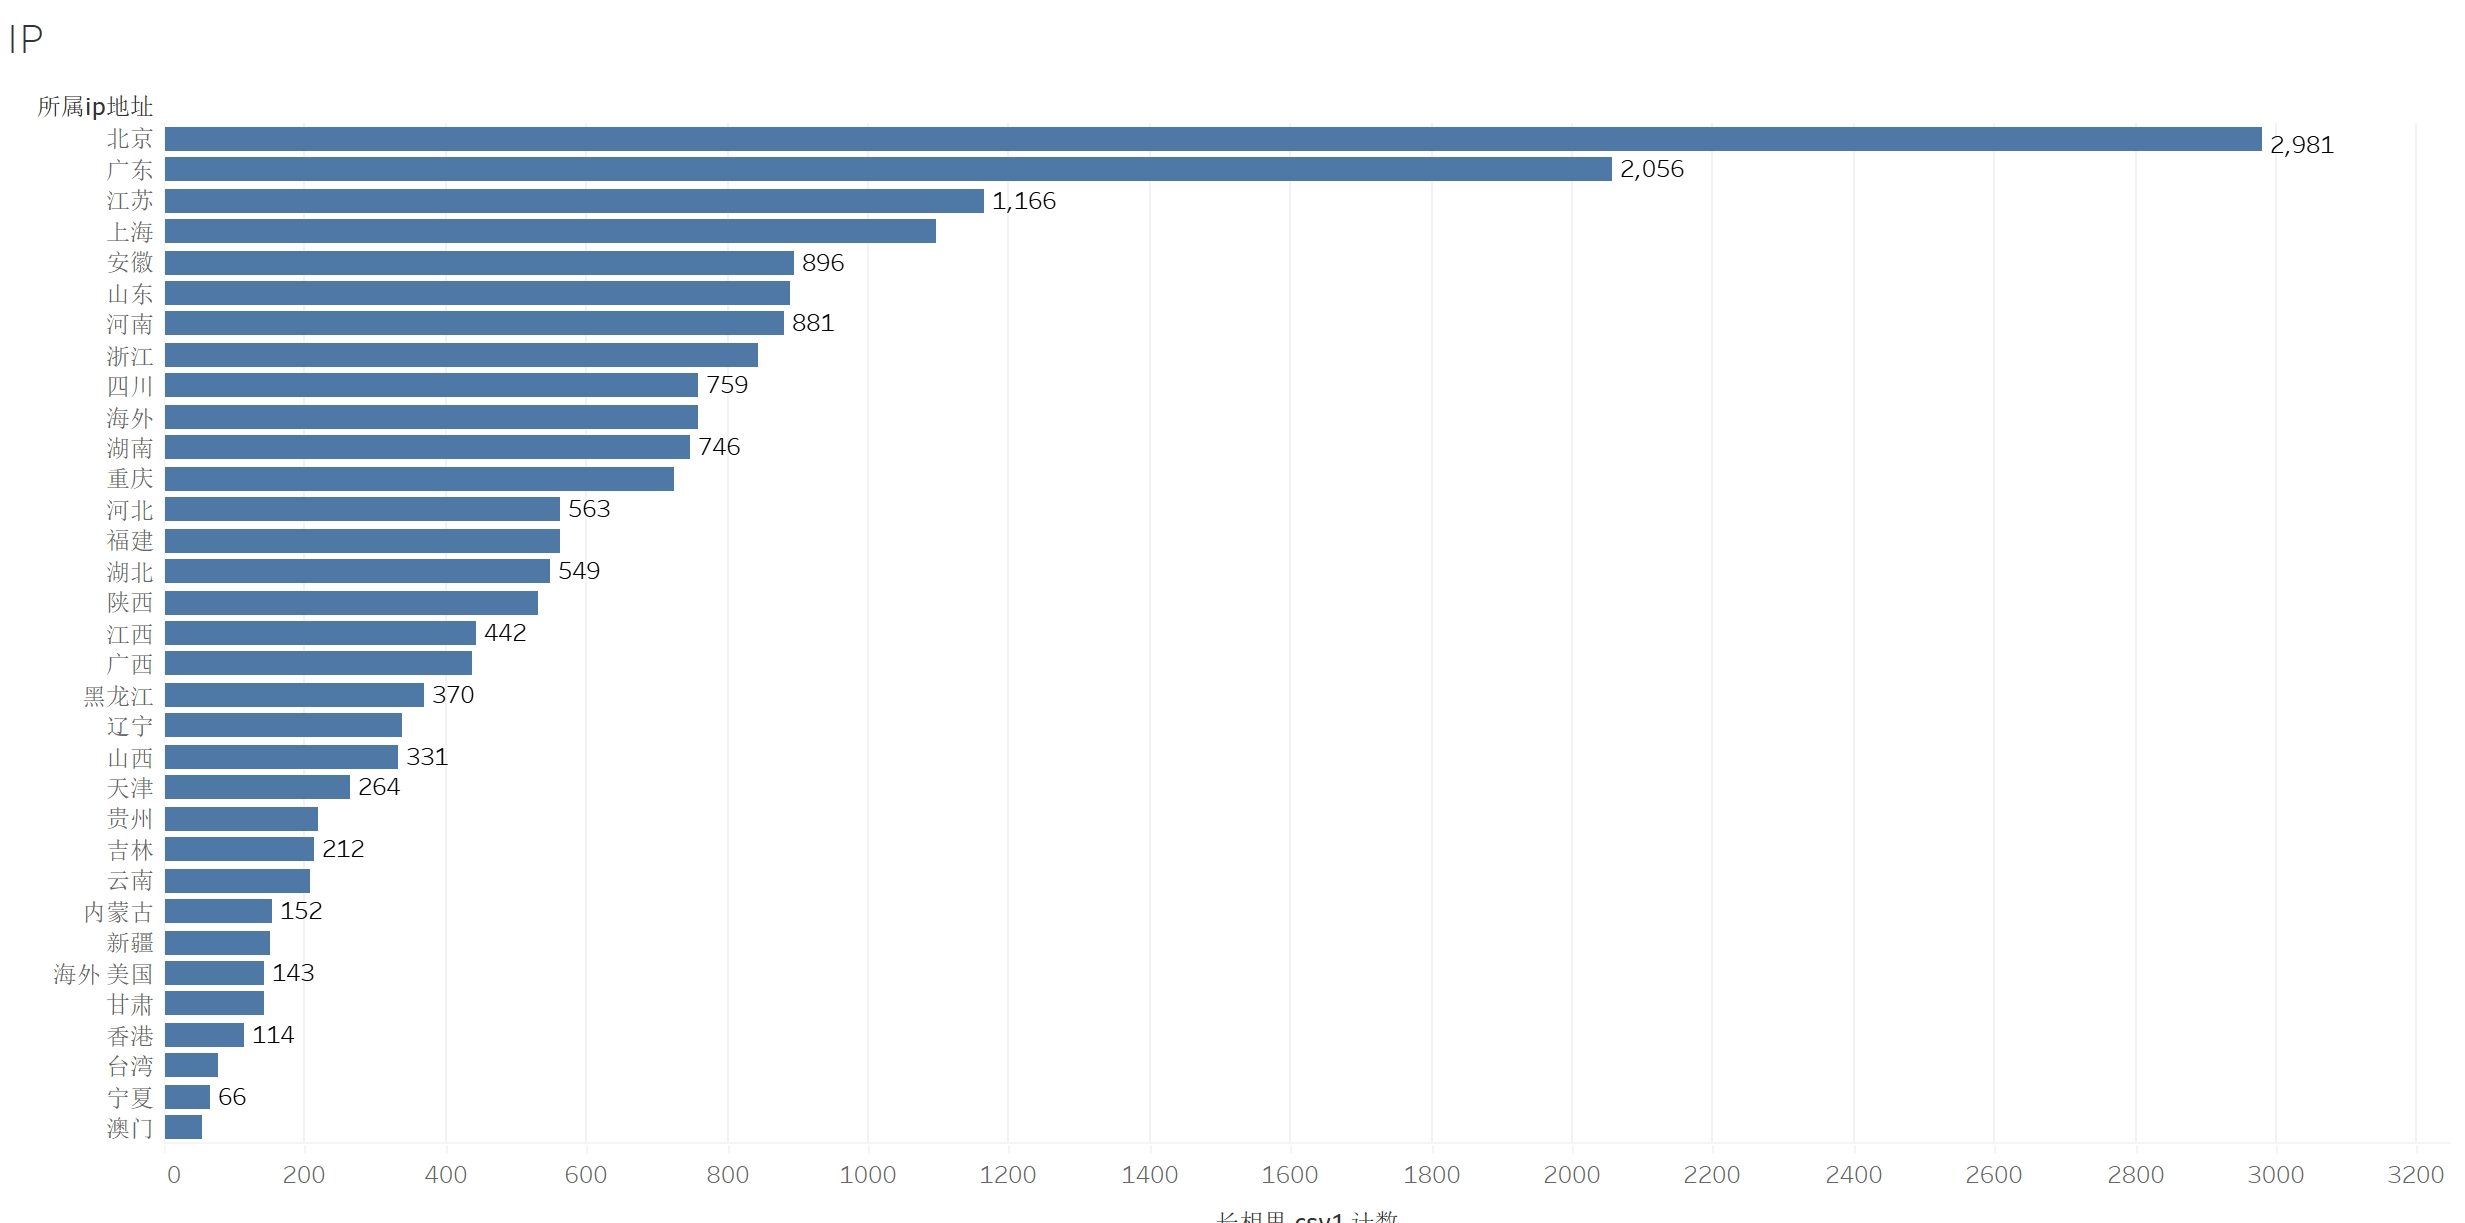 IP
所属ip地址
北京 2,981
广东 2,056
江苏 1,166
上海
安徽 896
山东
河南 881
浙江
四川 759
海外
湖南 746
重庆
河北 563
福建
湖北 549
陕西
江西 442
广西
黑龙江 370
辽宁
山西 331
天津 264
贵州
吉林 212
云南
内蒙古 152
新疆
海外 美国 143
甘肃
香港 114
台湾
宁夏 66
澳门
0 200 400 600 800 1000 1200 1400 1600 1800 2000 2200 2400 2600 2800 3000 3200
长相思.csv1 计数